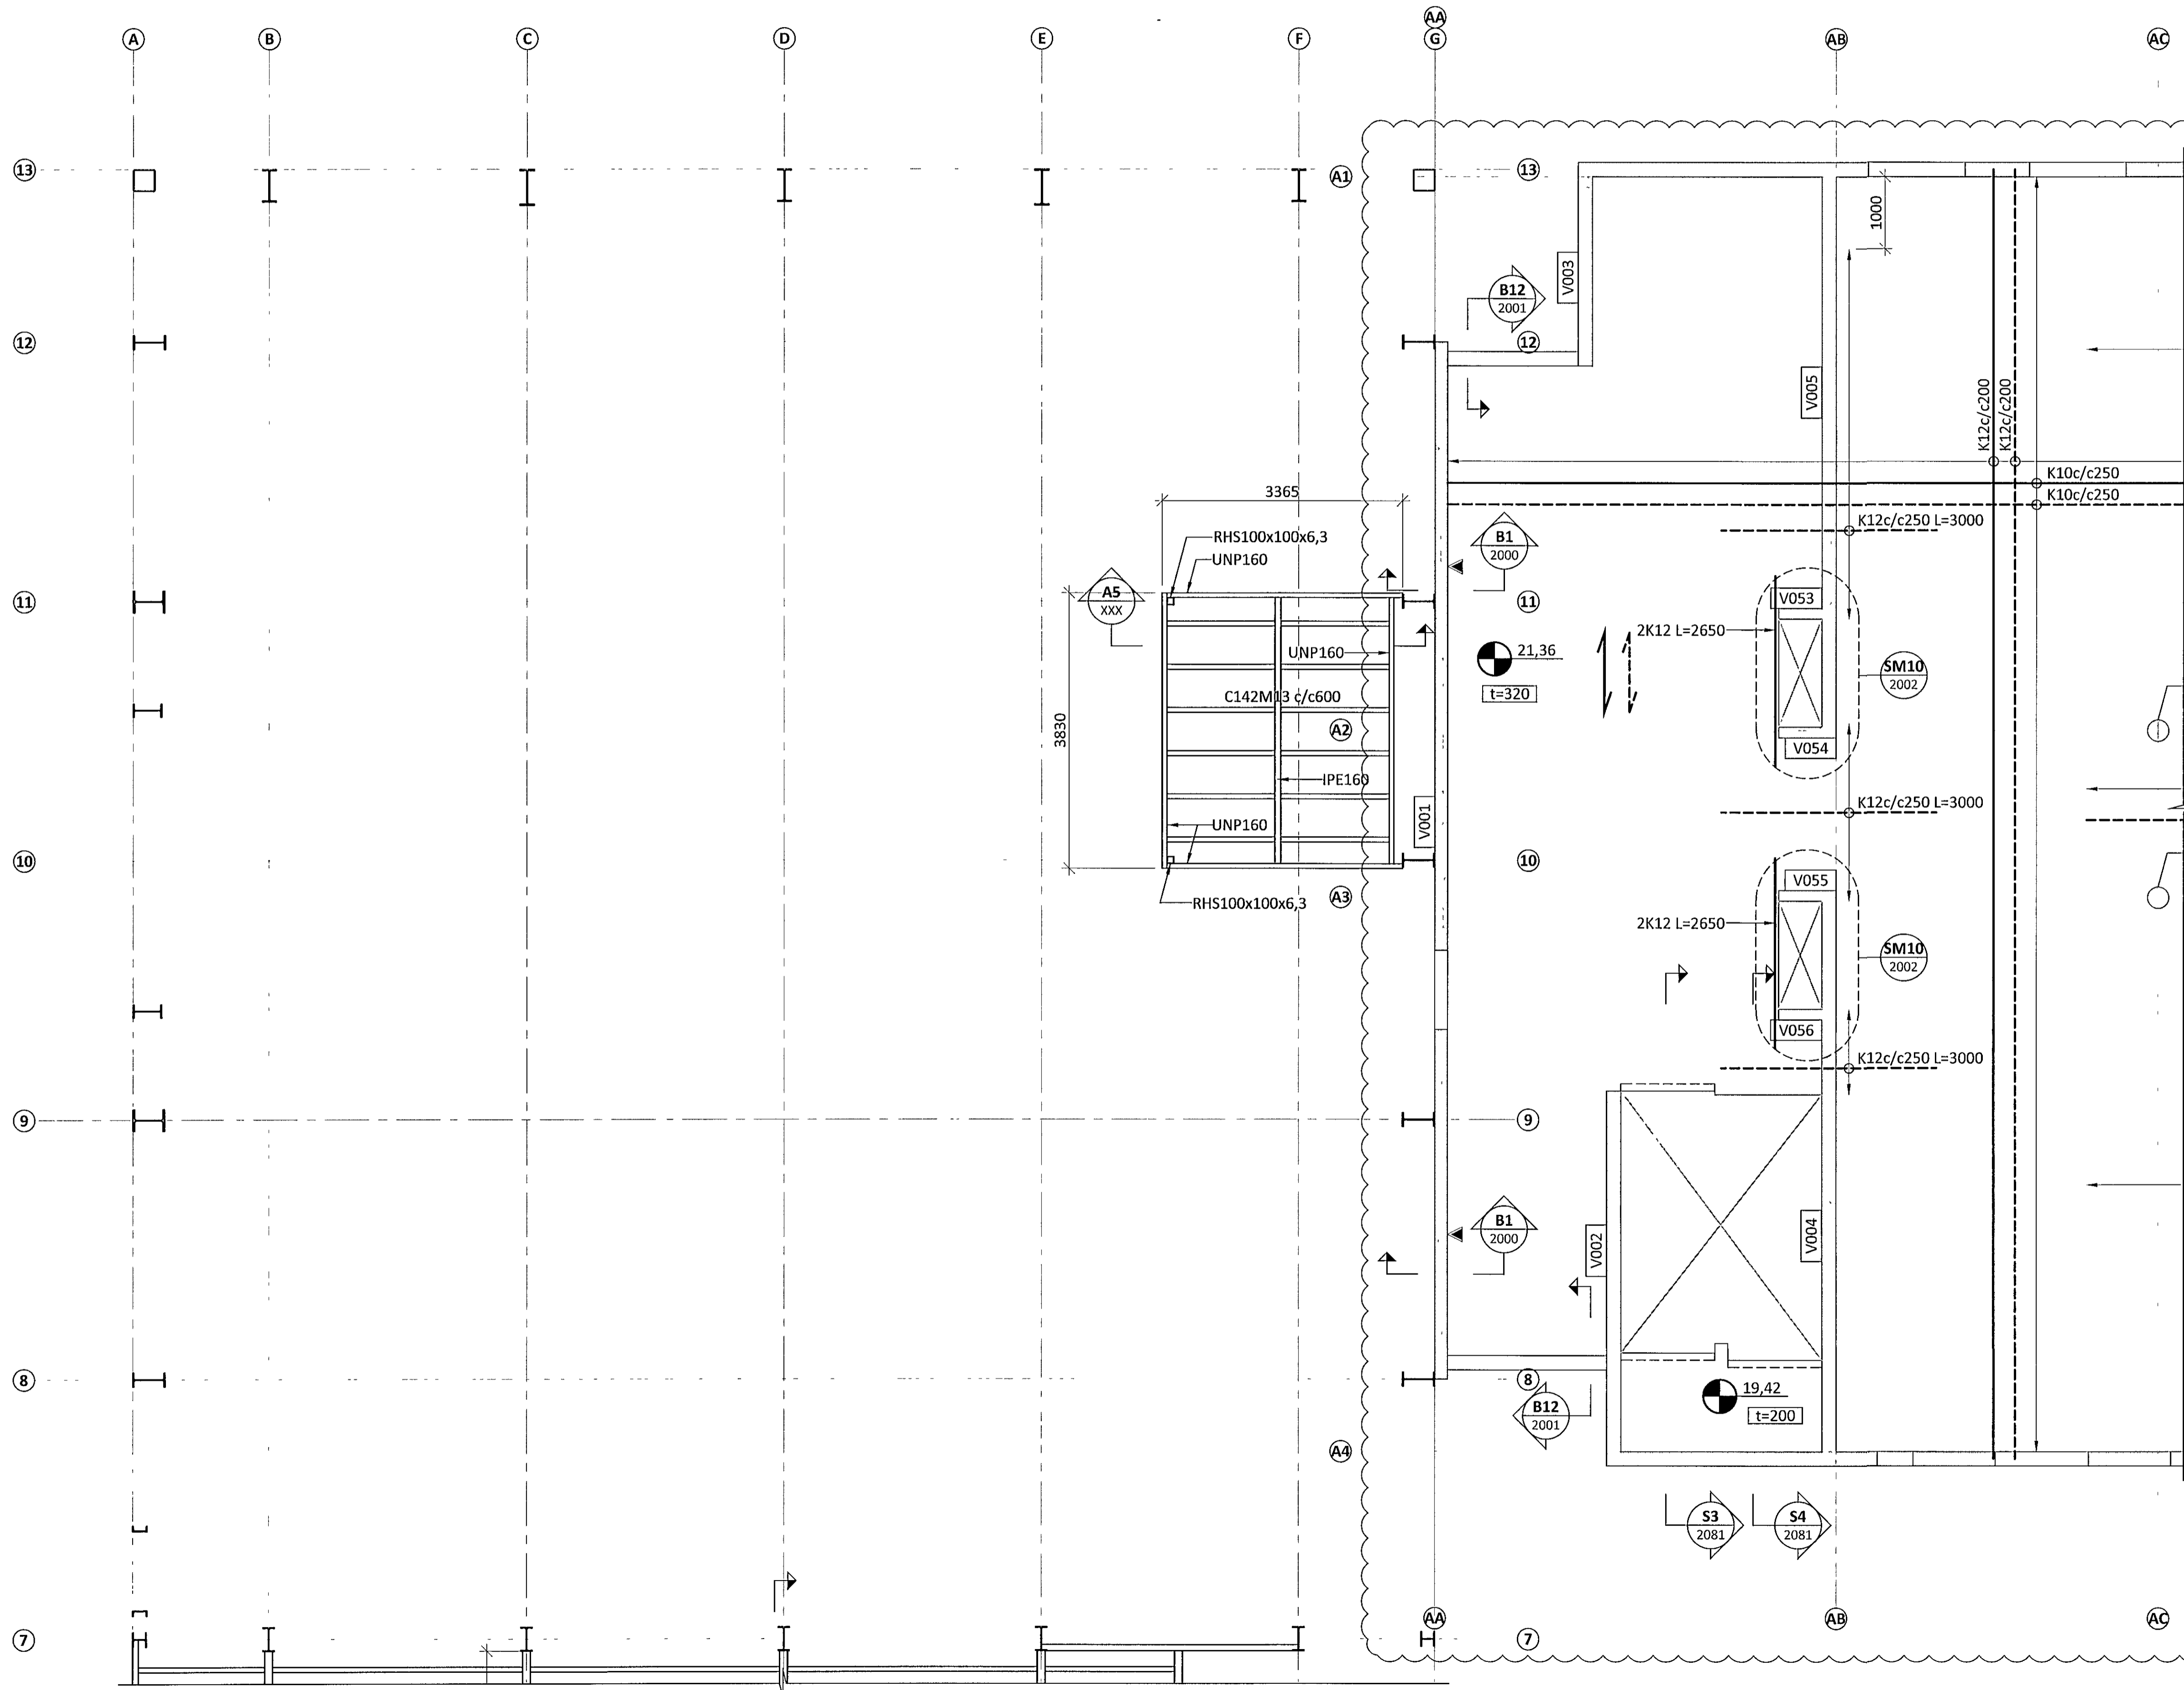 AA
A
B
C
D
E
F
G
AB
AC
13
A1
13
1000
V003
B12
2001
12
12
V005
K12c/c200
K12c/c200
K10c/c250
K10c/c250
3365
K12c/c250 L=3000
RHS100x100x6,3
B1
2000
UNP160
A5
XXX
11
11
V053
2K12 L=2650
21,36
UNP160
SM10
2002
t=320
C142M13 c/c600
3830
A2
V054
IPE160
K12c/c250 L=3000
V001
UNP160
10
10
V055
A3
RHS100x100x6,3
2K12 L=2650
SM10
2002
V056
K12c/c250 L=3000
9
9
B1
2000
V002
V004
8
8
19,42
B12
2001
t=200
A4
S3
2081
S4
2081
AA
AB
AC
7
7